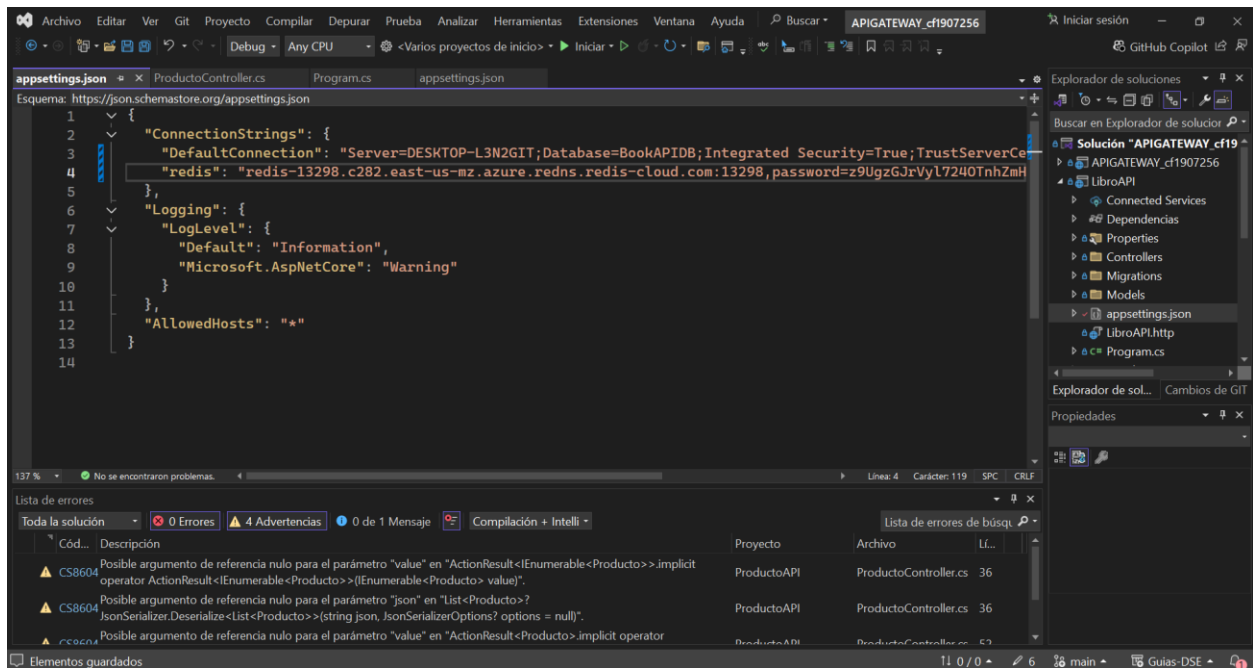 Archivo Editar Ver Git Proyecto Compilar Depurar Prueba Analizar Herramientas Extensiones Ventana Ayuda Buscar APIGATEWAY_cf1907256 Iniciar sesión
Debug Any CPU <Varios proyectos de inicio> Iniciar GitHub Copilot
appsettings.json ProductoController.cs Program.cs appsettings.json
Esquema: https://json.schemastore.org/appsettings.json
1 {
2 "ConnectionStrings": {
3 "DefaultConnection": "Server=DESKTOP-L3N2GIT;Database=BookAPIDB;Integrated Security=True;TrustServerCe
4 "redis": "redis-13298.c282.east-us-mz.azure.redns.redis-cloud.com:13298,password=z9UgzGJrVyl724OTnhZmH
5 },
6 "Logging": {
7 "LogLevel": {
8 "Default": "Information",
9 "Microsoft.AspNetCore": "Warning"
10 }
11 },
12 "AllowedHosts": "*"
13 }
14
137 % No se encontraron problemas. Línea: 4 Carácter: 119 SPC CRLF
Explorador de soluciones
Buscar en Explorador de solucior
Solución "APIGATEWAY_cf19
APIGATEWAY_cf1907256
LibroAPI
Connected Services
Dependencias
Properties
Controllers
Migrations
Models
appsettings.json
LibroAPI.http
Program.cs
Explorador de sol... Cambios de GIT
Propiedades
Lista de errores
Toda la solución 0 Errores 4 Advertencias 0 de 1 Mensaje Compilación + Intelli Lista de errores de búsqu
Cód... Descripción Proyecto Archivo Lí...
CS8604 Posible argumento de referencia nulo para el parámetro "value" en "ActionResult<IEnumerable<Producto>>.implicit
operator ActionResult<IEnumerable<Producto>>(IEnumerable<Producto> value)". ProductoAPI ProductoController.cs 36
CS8604 Posible argumento de referencia nulo para el parámetro "json" en "List<Producto>?
JsonSerializer.Deserialize<List<Producto>>(string json, JsonSerializerOptions? options = null)". ProductoAPI ProductoController.cs 36
CS8604 Posible argumento de referencia nulo para el parámetro "value" en "ActionResult<Producto>.implicit operator ProductoAPI ProductoController.cs 52
Elementos guardados 0 / 0 6 main Guias-DSE